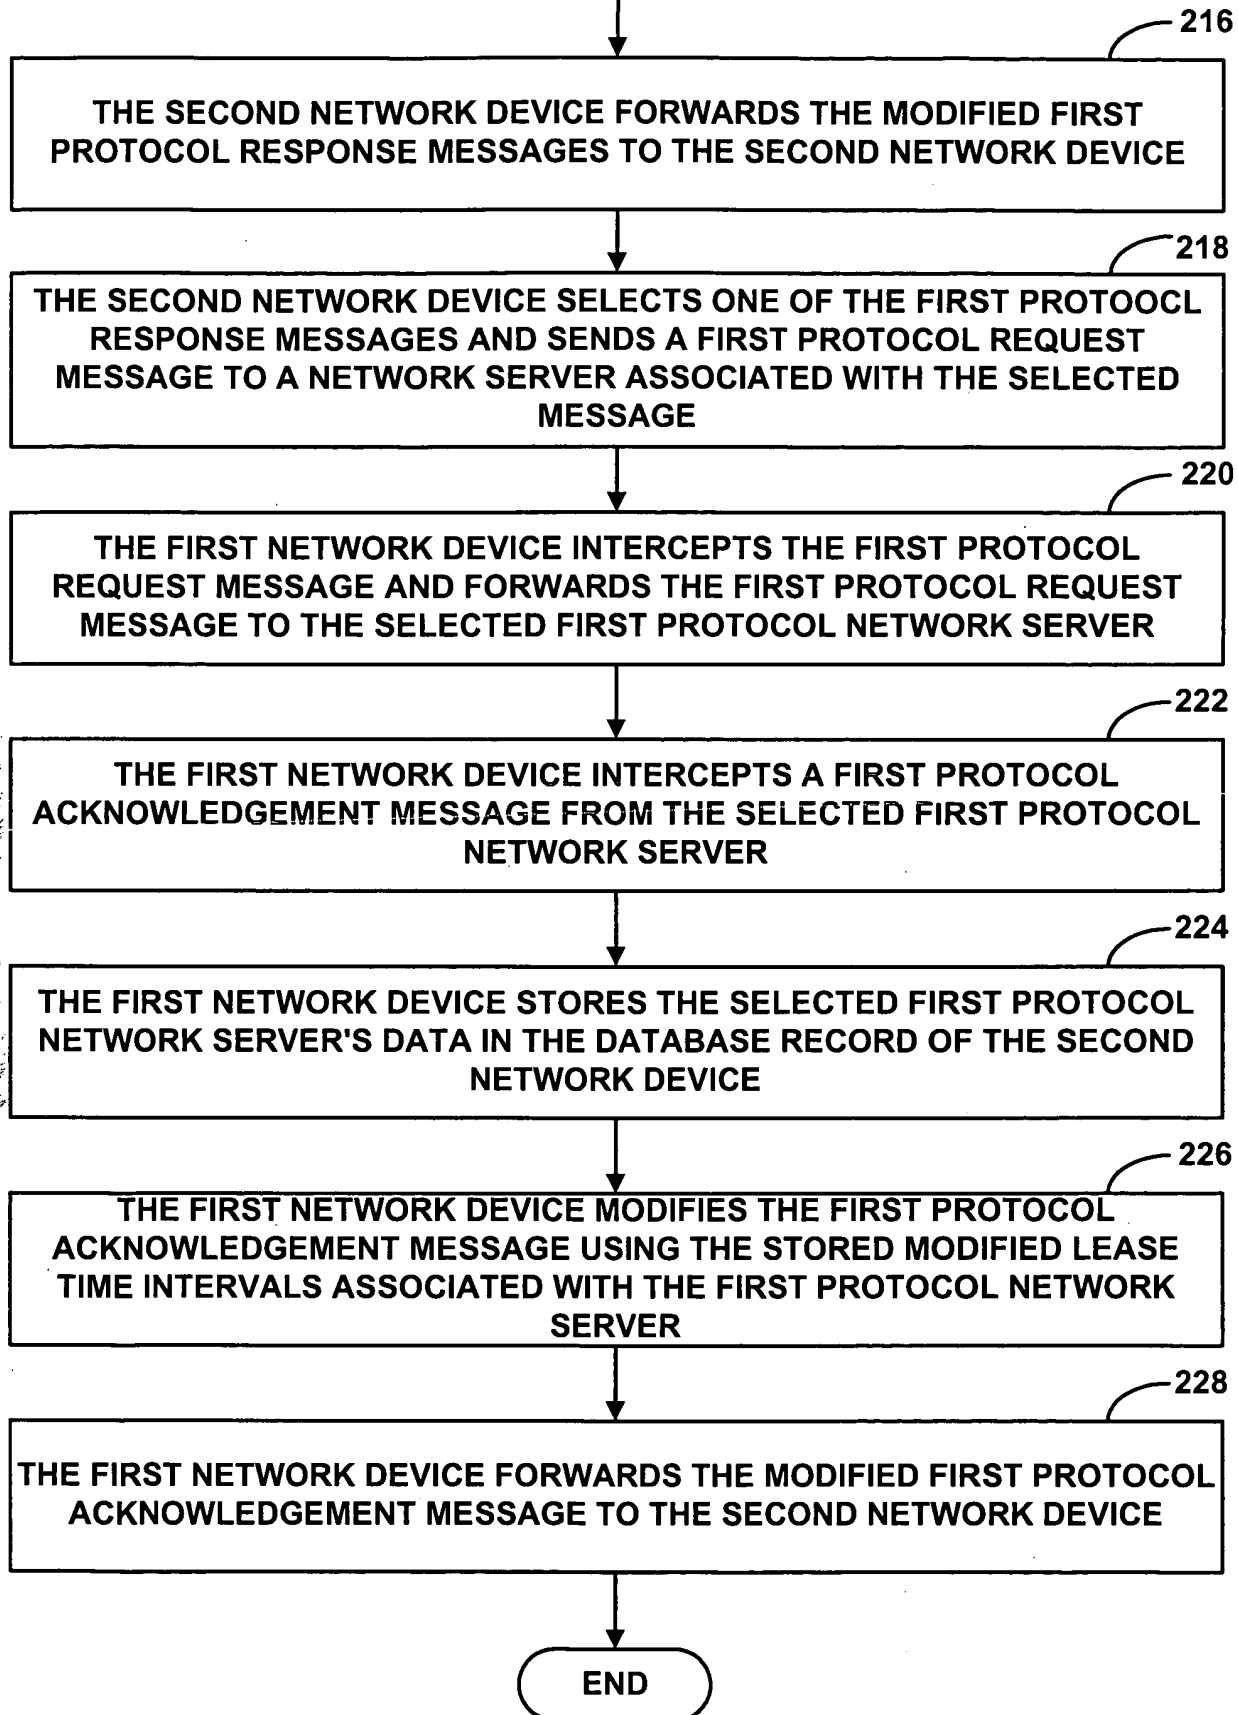 216
THE SECOND NETWORK DEVICE FORWARDS THE MODIFIED FIRST
PROTOCOL RESPONSE MESSAGES TO THE SECOND NETWORK DEVICE
218
THE SECOND NETWORK DEVICE SELECTS ONE OF THE FIRST PROTOOCL
RESPONSE MESSAGES AND SENDS A FIRST PROTOCOL REQUEST
MESSAGE TO A NETWORK SERVER ASSOCIATED WITH THE SELECTED
MESSAGE
220
THE FIRST NETWORK DEVICE INTERCEPTS THE FIRST PROTOCOL
REQUEST MESSAGE AND FORWARDS THE FIRST PROTOCOL REQUEST
MESSAGE TO THE SELECTED FIRST PROTOCOL NETWORK SERVER
222
THE FIRST NETWORK DEVICE INTERCEPTS A FIRST PROTOCOL
ACKNOWLEDGEMENT MESSAGE FROM THE SELECTED FIRST PROTOCOL
NETWORK SERVER
224
THE FIRST NETWORK DEVICE STORES THE SELECTED FIRST PROTOCOL
NETWORK SERVER'S DATA IN THE DATABASE RECORD OF THE SECOND
NETWORK DEVICE
226
THE FIRST NETWORK DEVICE MODIFIES THE FIRST PROTOCOL
ACKNOWLEDGEMENT MESSAGE USING THE STORED MODIFIED LEASE
TIME INTERVALS ASSOCIATED WITH THE FIRST PROTOCOL NETWORK
SERVER
228
THE FIRST NETWORK DEVICE FORWARDS THE MODIFIED FIRST PROTOCOL
ACKNOWLEDGEMENT MESSAGE TO THE SECOND NETWORK DEVICE
END